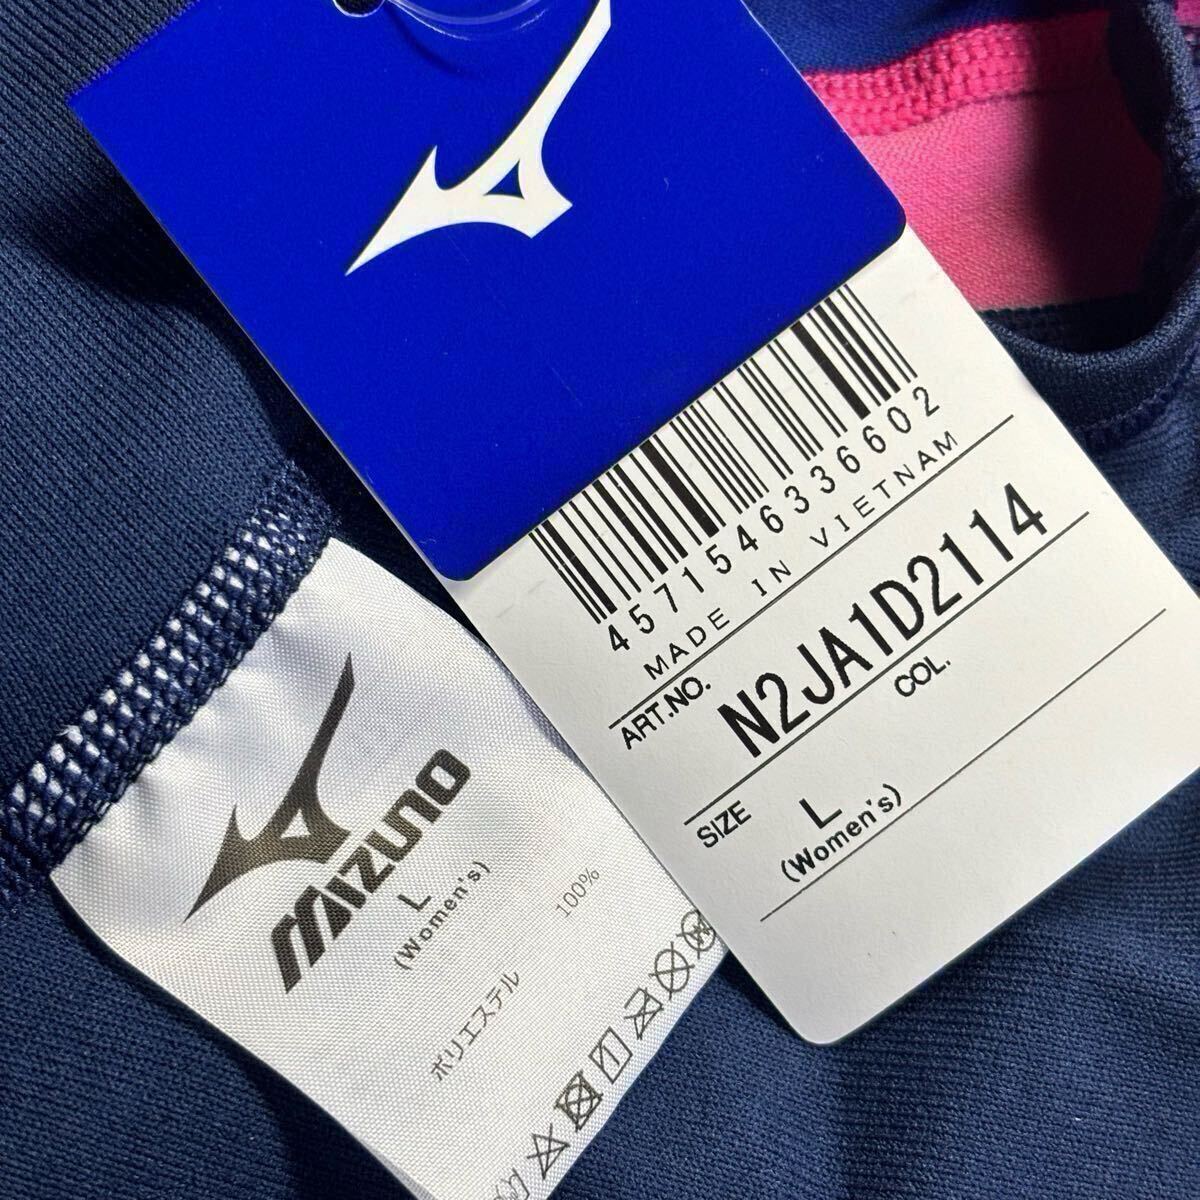 4571546336602
MADE IN VIETNAM
ART.NO. N2JA1D2114
COL.
SIZE L
(Women's)
MIZUNO
L
(Women's)
ポリエステル 100%